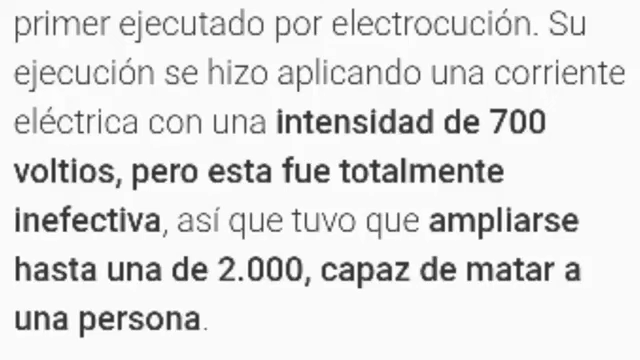 primer ejecutado por electrocución. Su
ejecución se hizo aplicando una corriente
eléctrica con una intensidad de 700
voltios, pero esta fue totalmente
inefectiva, así que tuvo que ampliarse
hasta una de 2.000, capaz de matar a
una persona.